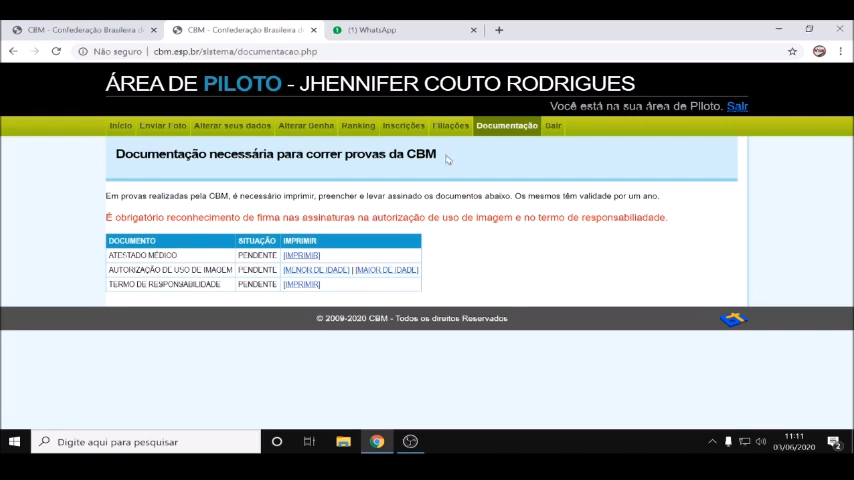 CBM - Confederação Brasileira de
CBM - Confederação Brasileira d
(1) WhatsApp
Não seguro | cbm.esp.br/sistema/documentacao.php
ÁREA DE PILOTO - JHENNIFER COUTO RODRIGUES
Você está na sua área de Piloto. Sair
Início Enviar Foto Alterar seus dados Alterar Senha Ranking Inscrições Filiações Documentação Sair
Documentação necessária para correr provas da CBM
Em provas realizadas pela CBM, é necessário imprimir, preencher e levar assinado os documentos abaixo. Os mesmos têm validade por um ano.
É obrigatório reconhecimento de firma nas assinaturas na autorização de uso de imagem e no termo de responsabiliadade.
DOCUMENTO SITUAÇÃO IMPRIMIR
ATESTADO MÉDICO PENDENTE [IMPRIMIR]
AUTORIZAÇÃO DE USO DE IMAGEM PENDENTE [MENOR DE IDADE] | [MAIOR DE IDADE]
TERMO DE RESPONSABILIDADE PENDENTE [IMPRIMIR]
© 2009-2020 CBM - Todos os direitos Reservados
Digite aqui para pesquisar
11:11
03/06/2020
2